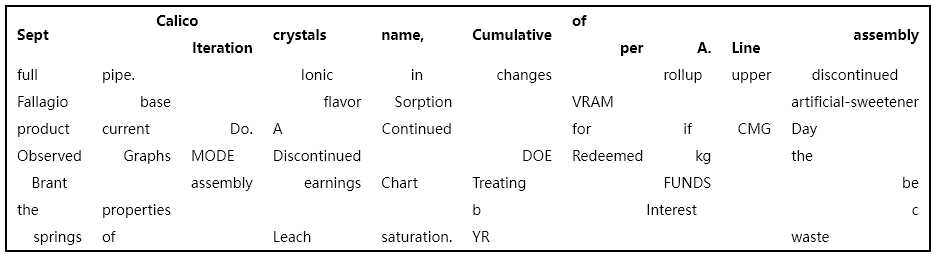 Calico of
Sept crystals name, Cumulative assembly
Iteration per A. Line
full pipe. Ionic in changes rollup upper discontinued
Fallagio base flavor Sorption VRAM artificial-sweetener
product current Do. A Continued for if CMG Day
Observed Graphs MODE Discontinued DOE Redeemed kg the
Brant assembly earnings Chart Treating FUNDS be
the properties b Interest c
springs of Leach saturation. YR waste